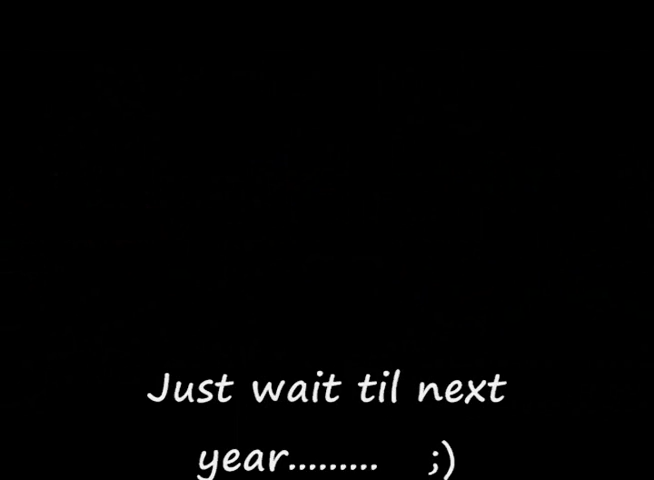 Just wait til next
year......... ;)